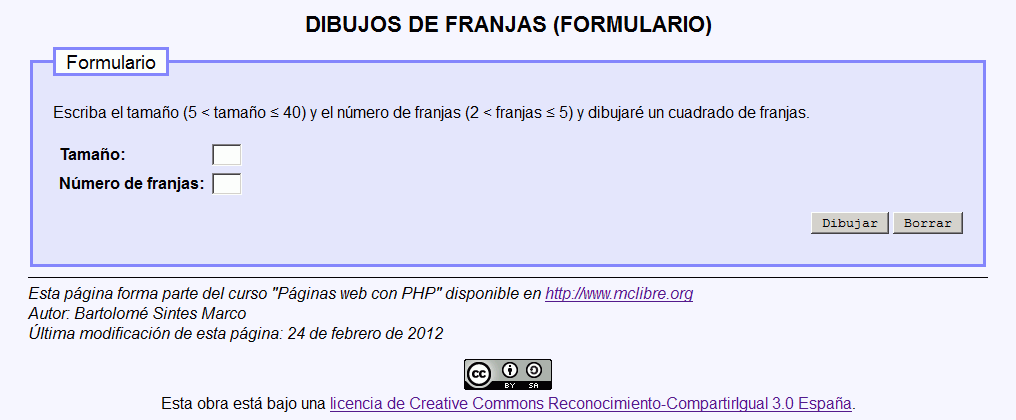 DIBUJOS DE FRANJAS (FORMULARIO)
Formulario
Escriba el tamaño (5 < tamaño ≤ 40) y el número de franjas (2 < franjas ≤ 5) y dibujaré un cuadrado de franjas.
Tamaño:
Número de franjas:
Dibujar Borrar
Esta página forma parte del curso "Páginas web con PHP" disponible en http://www.mclibre.org
Autor: Bartolomé Sintes Marco
Última modificación de esta página: 24 de febrero de 2012
cc BY SA
Esta obra está bajo una licencia de Creative Commons Reconocimiento-CompartirIgual 3.0 España.